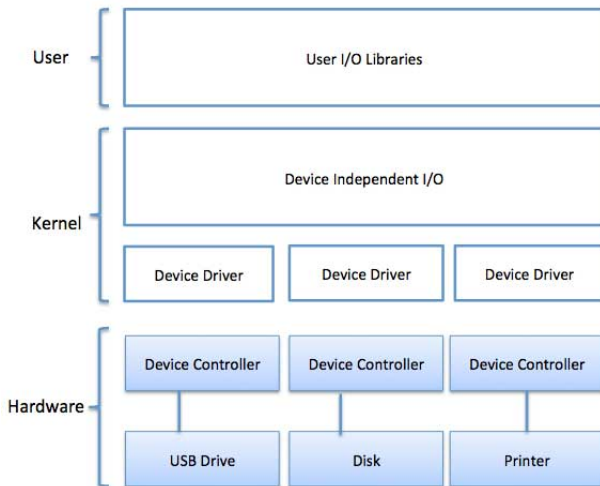 User
User I/O Libraries
Kernel
Device Independent I/O
Device Driver
Device Driver
Device Driver
Hardware
Device Controller
Device Controller
Device Controller
USB Drive
Disk
Printer